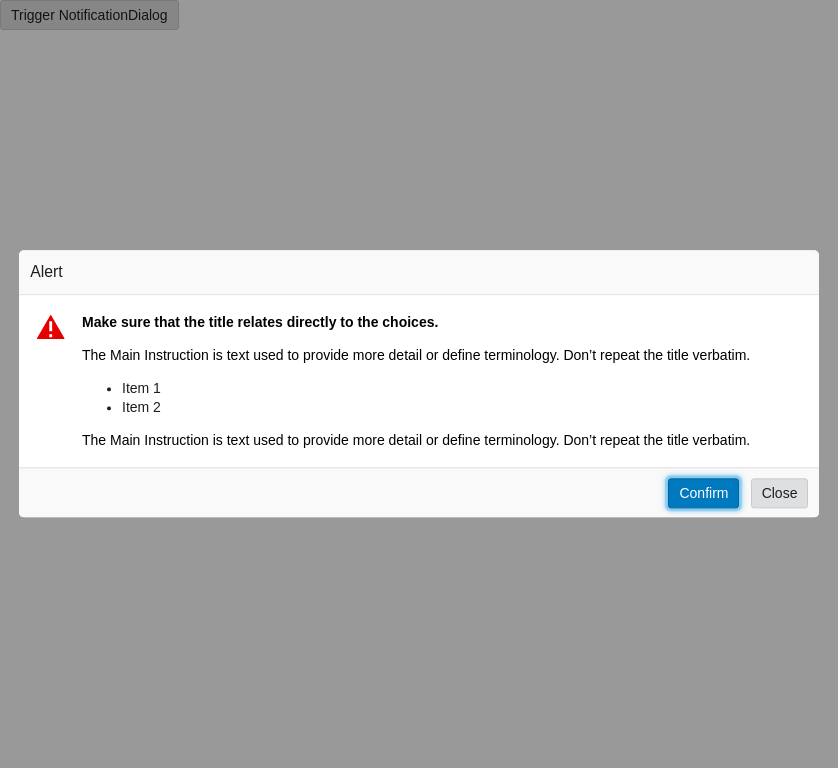 Trigger NotificationDialog
Alert
Make sure that the title relates directly to the choices.
The Main Instruction is text used to provide more detail or define terminology. Don’t repeat the title verbatim.
Item 1
Item 2
The Main Instruction is text used to provide more detail or define terminology. Don’t repeat the title verbatim.
Confirm Close